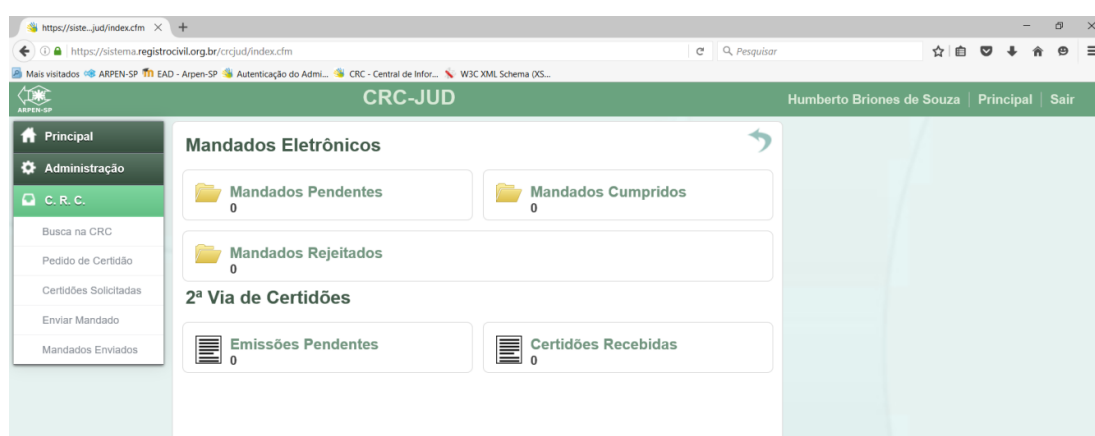 https://siste...jud/index.cfm
https://sistema.registrocivil.org.br/crcjud/index.cfm
Pesquisar
Mais visitados ARPEN-SP EAD - Arpen-SP Autenticação do Admi... CRC - Central de Infor... W3C XML Schema (XS...
ARPEN-SP
CRC-JUD
Humberto Briones de Souza | Principal | Sair
Principal
Administração
C. R. C.
Busca na CRC
Pedido de Certidão
Certidões Solicitadas
Enviar Mandado
Mandados Enviados
Mandados Eletrônicos
Mandados Pendentes
0
Mandados Cumpridos
0
Mandados Rejeitados
0
2ª Via de Certidões
Emissões Pendentes
0
Certidões Recebidas
0